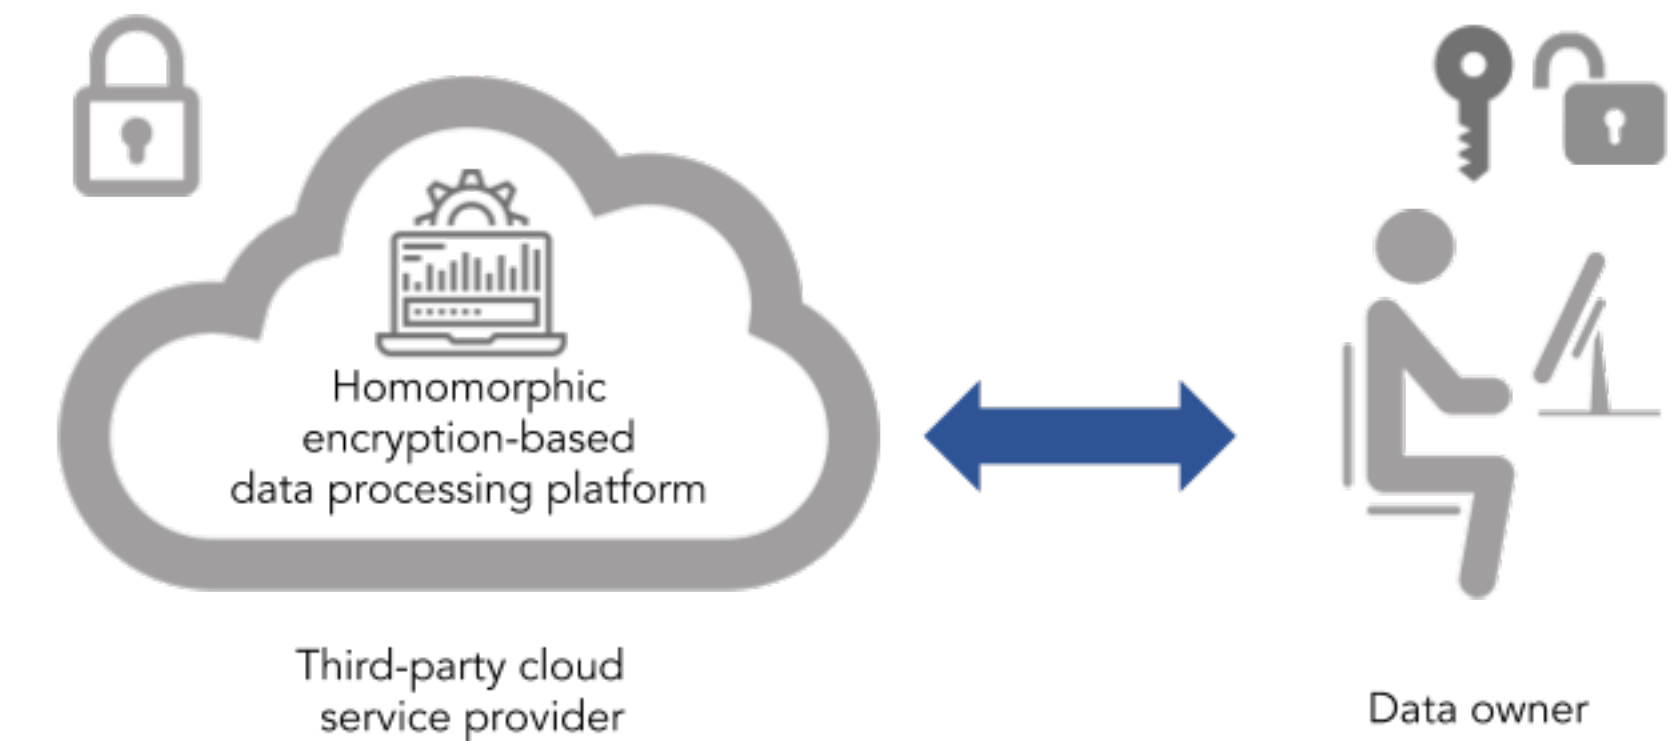 Homomorphic
encryption-based
data processing platform
Third-party cloud
service provider
Data owner